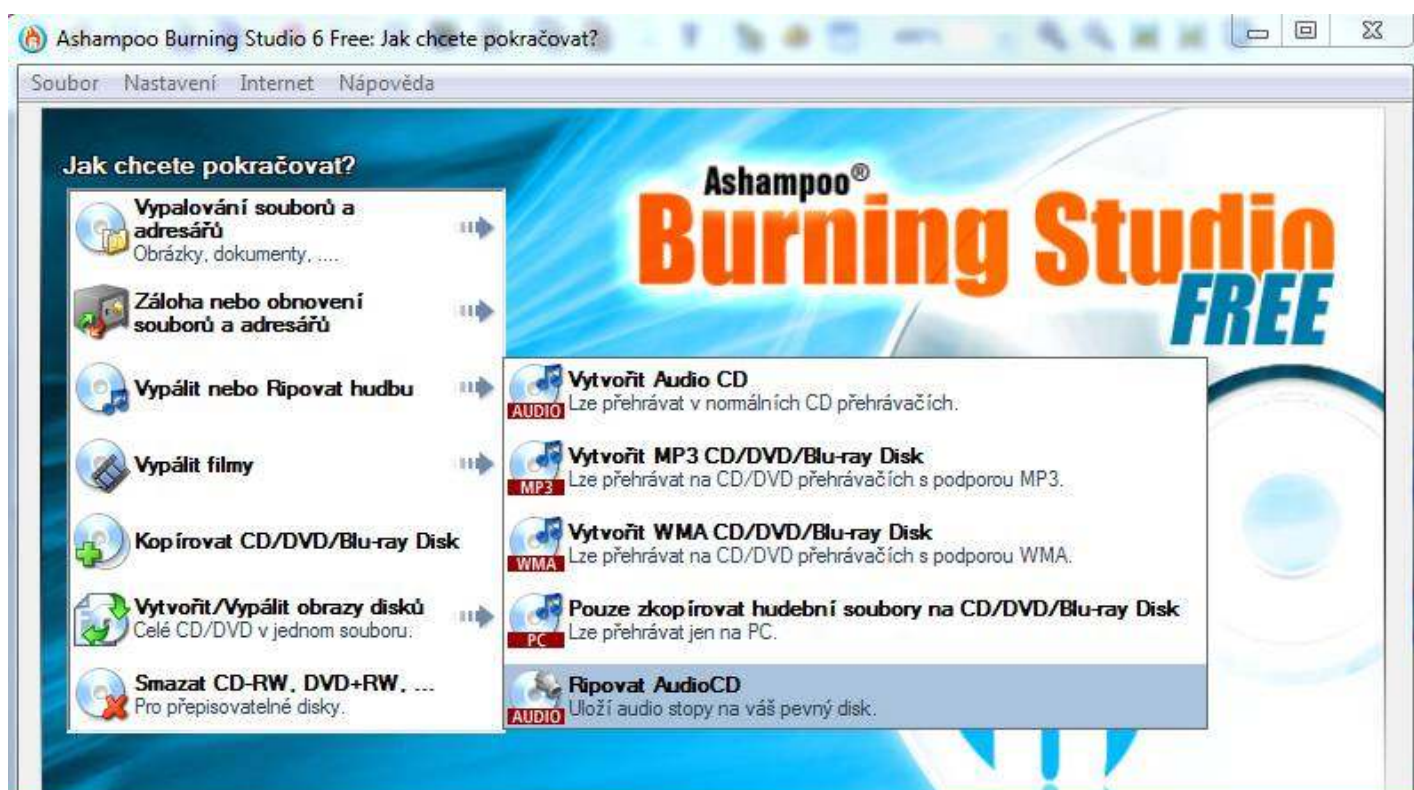 Ashampoo Burning Studio 6 Free: Jak chcete pokračovat?
Soubor Nastavení Internet Nápověda
Jak chcete pokračovat?
Vypalování souborů a
adresářů
Obrázky, dokumenty, ....
Záloha nebo obnovení
souborů a adresářů
Vypálit nebo Ripovat hudbu
Vypálit filmy
Kopírovat CD/DVD/Blu-ray Disk
Vytvořit/Vypálit obrazy disků
Celé CD/DVD v jednom souboru.
Smazat CD-RW, DVD+RW, ...
Pro přepisovatelné disky.
Ashampoo®
Burning Studio
FREE
Vytvořit Audio CD
AUDIO
Lze přehrávat v normálních CD přehrávačích.
Vytvořit MP3 CD/DVD/Blu-ray Disk
MP3
Lze přehrávat na CD/DVD přehrávačích s podporou MP3.
Vytvořit WMA CD/DVD/Blu-ray Disk
WMA
Lze přehrávat na CD/DVD přehrávačích s podporou WMA.
Pouze zkopírovat hudební soubory na CD/DVD/Blu-ray Disk
PC
Lze přehrávat jen na PC.
Ripovat AudioCD
AUDIO
Uloží audio stopy na váš pevný disk.